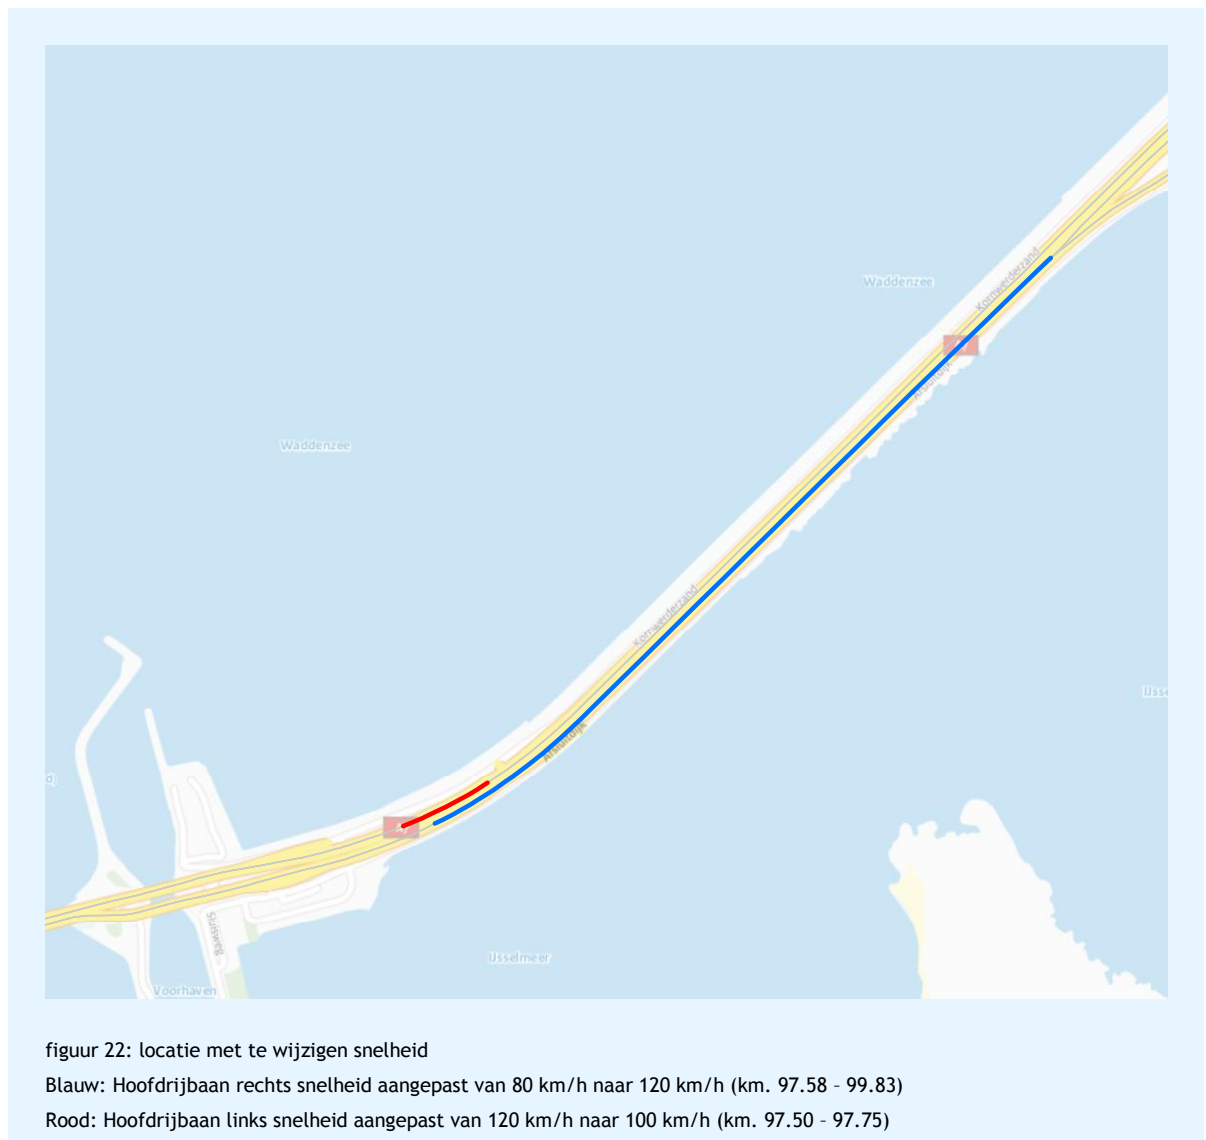 Kornwerderzand
Waddenzee
Afsluitdijk
Waddenzee
Kornwerderzand
IJsse
Afsluitdijk
d
Sluisweg
IJsselmeer
Voorhaven
figuur 22: locatie met te wijzigen snelheid
Blauw: Hoofdrijbaan rechts snelheid aangepast van 80 km/h naar 120 km/h (km. 97.58 – 99.83)
Rood: Hoofdrijbaan links snelheid aangepast van 120 km/h naar 100 km/h (km. 97.50 – 97.75)